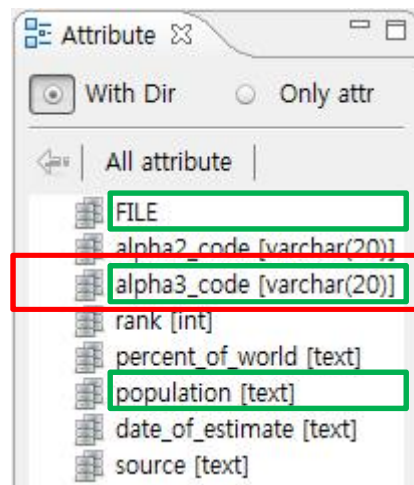 Attribute
With Dir Only attr
All attribute
FILE
alpha2_code [varchar(20)]
alpha3_code [varchar(20)]
rank [int]
percent_of_world [text]
population [text]
date_of_estimate [text]
source [text]